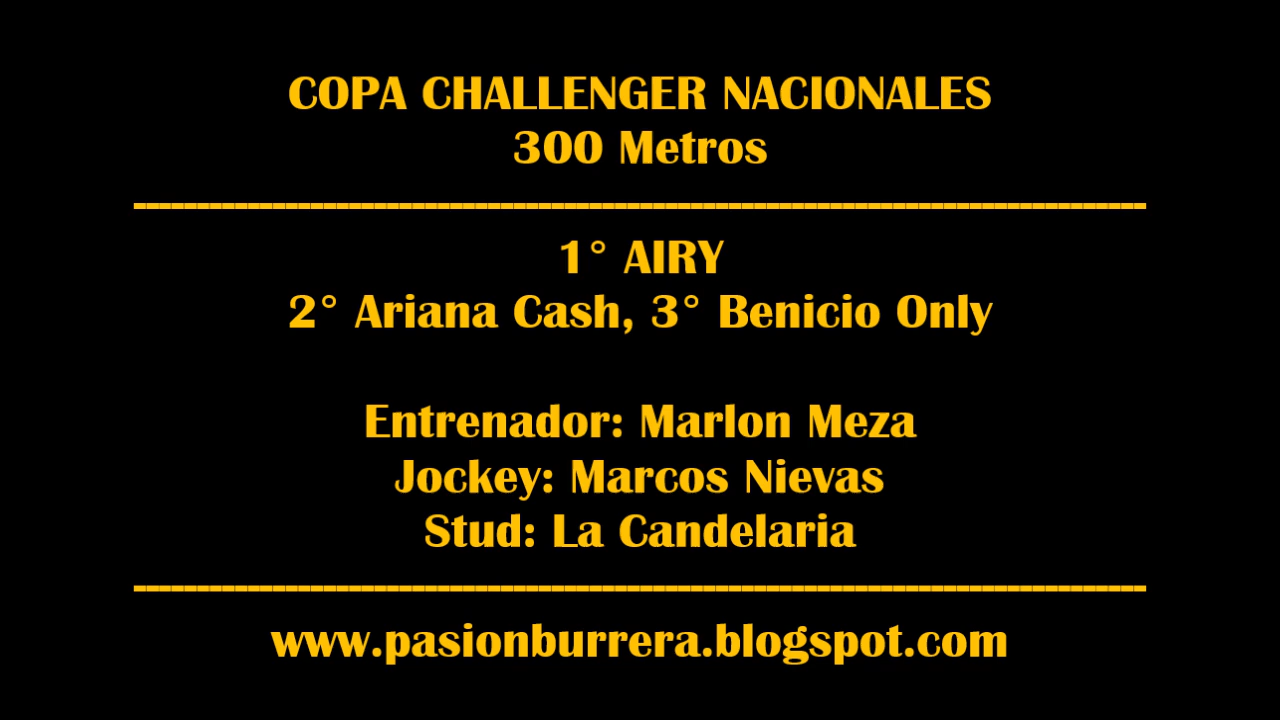 COPA CHALLENGER NACIONALES
300 Metros
1° AIRY
2° Ariana Cash, 3° Benicio Only
Entrenador: Marlon Meza
Jockey: Marcos Nievas
Stud: La Candelaria
www.pasionburrera.blogspot.com